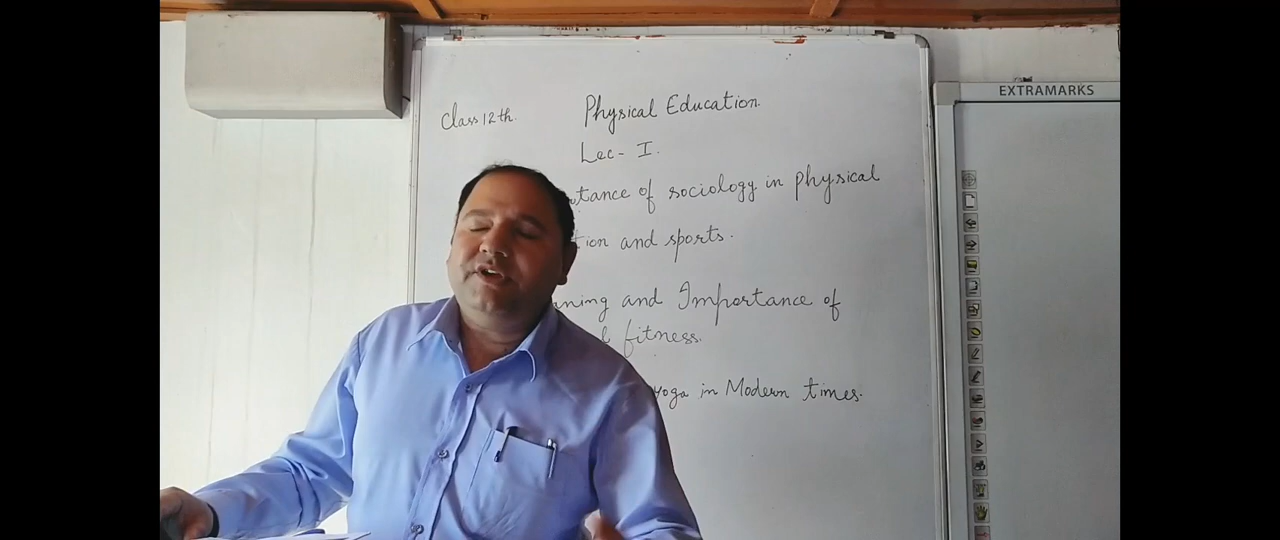 EXTRAMARKS
Class 12th.
Physical Education.
Lec - I.
tance of sociology in physical
tion and sports.
ning and Importance of
fitness.
yoga in Modern times.